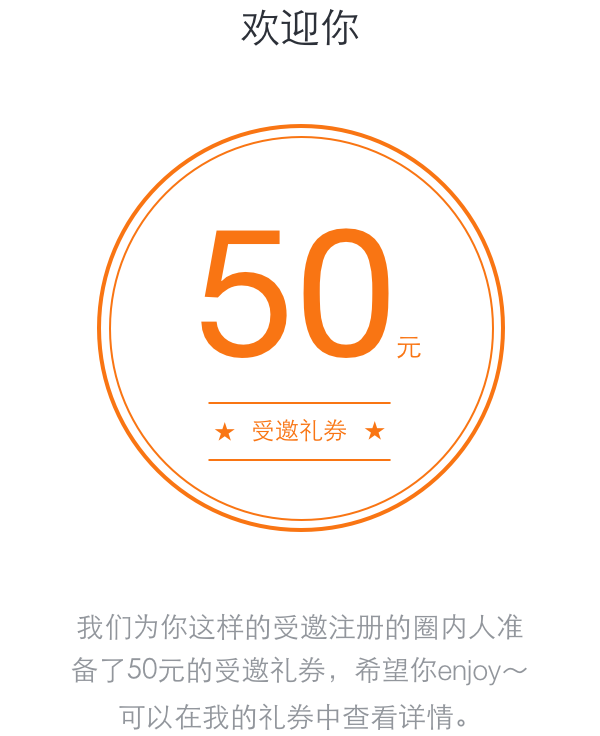 欢迎你
50元
★ 受邀礼券 ★
我们为你这样的受邀注册的圈内人准
备了50元的受邀礼券，希望你enjoy～
可以在我的礼券中查看详情。